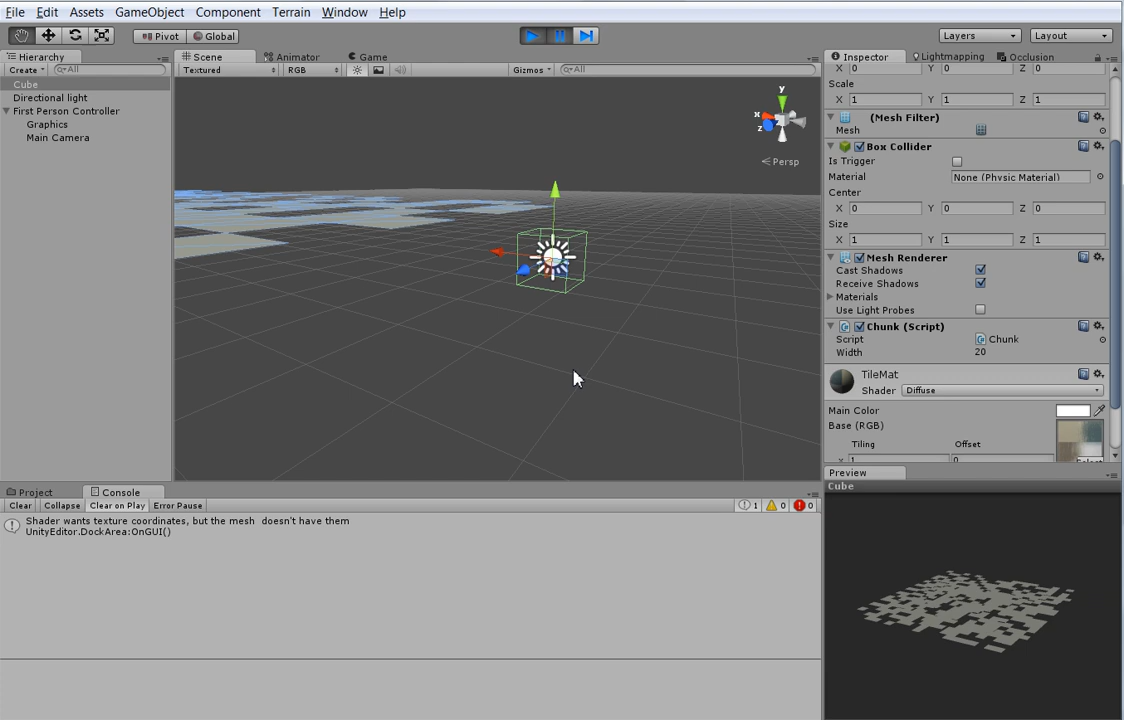 File Edit Assets GameObject Component Terrain Window Help
Pivot Global Layers Layout
Hierarchy Scene Animator Game Inspector Lightmapping Occlusion
Create All Textured RGB Gizmos All
X 0 Y 0 Z 0
Cube
Scale
Directional light
X 1 Y 1 Z 1
First Person Controller
(Mesh Filter)
Graphics
Mesh
Main Camera
Box Collider
Is Trigger
Material None (Physic Material)
Center
X 0 Y 0 Z 0
Size
X 1 Y 1 Z 1
Mesh Renderer
Cast Shadows
Receive Shadows
Materials
Use Light Probes
Chunk (Script)
Script Chunk
Width 20
TileMat
Shader Diffuse
Main Color
Base (RGB)
Tiling Offset
x 1 0
Select
y
x
z
Persp
Project Console
Clear Collapse Clear on Play Error Pause 1 0 0
Shader wants texture coordinates, but the mesh  doesn't have them
UnityEditor.DockArea:OnGUI()
Preview
Cube